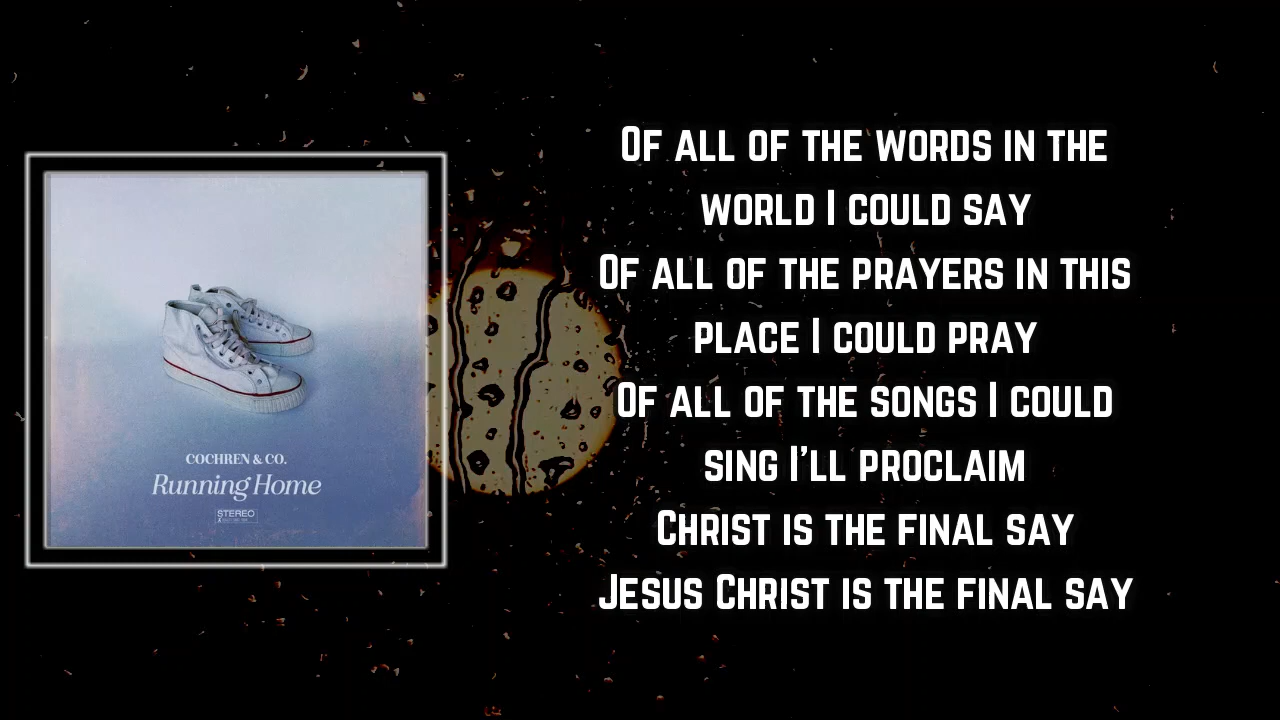 COCHREN & CO.
Running Home
STEREO
Of all of the words in the
world I could say
Of all of the prayers in this
place I could pray
Of all of the songs I could
sing I'll proclaim
Christ is the final say
Jesus Christ is the final say